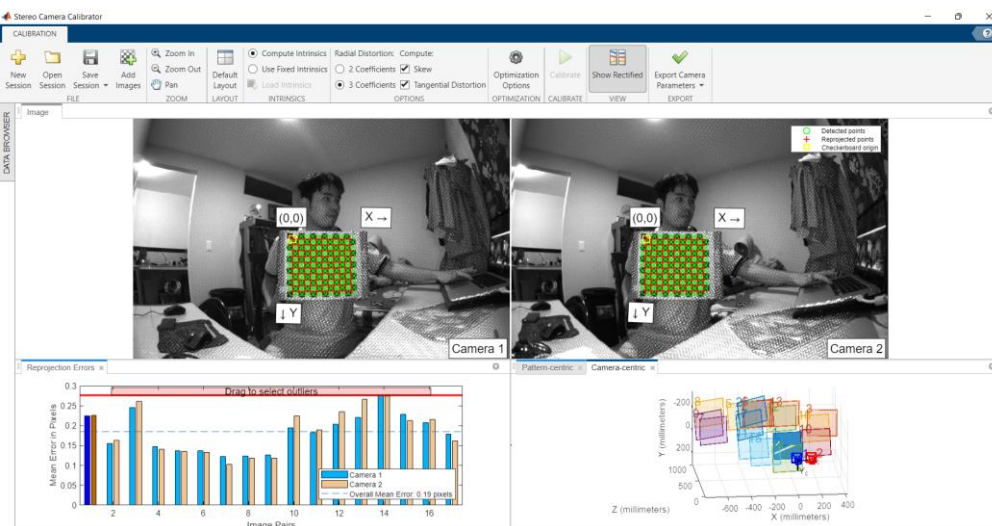 Stereo Camera Calibrator
CALIBRATION
New Session
Open Session
Save Session
Add Images
Zoom In
Zoom Out
Pan
Default Layout
Compute Intrinsics
Use Fixed Intrinsics
Load Intrinsics
Radial Distortion: Compute:
2 Coefficients Skew
3 Coefficients Tangential Distortion
Optimization Options
Calibrate
Show Rectified
Export Camera Parameters
FILE ZOOM LAYOUT INTRINSICS OPTIONS OPTIMIZATION CALIBRATE VIEW EXPORT
DATA BROWSER
Image
Detected points
Reprojected points
Checkerboard origin
(0,0) X →
↓ Y
Camera 1
(0,0) X →
↓ Y
Camera 2
Reprojection Errors
Drag to select outliers
Mean Error in Pixels
0.3
0.25
0.2
0.15
0.1
0.05
0
Camera 1
Camera 2
Overall Mean Error: 0.19 pixels
2 4 6 8 10 12 14 16
Image Pairs
Pattern-centric Camera-centric
-200
0
200
Y (millimeters)
1000
500
0
Z (millimeters)
-600 -400 -200 0 200 400
X (millimeters)